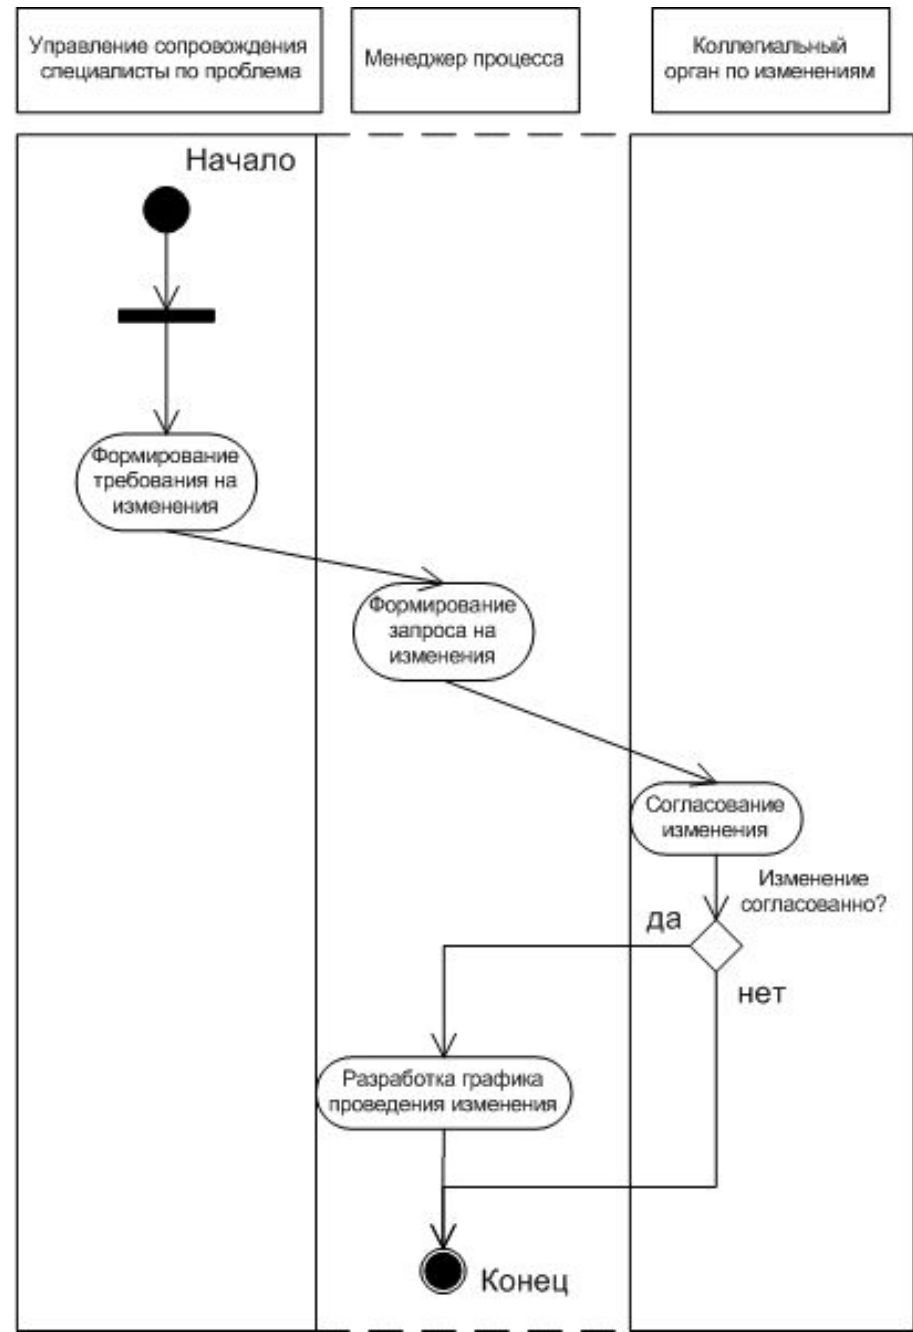 Управление сопровождения
специалисты по проблема
Менеджер процесса
Коллегиальный
орган по изменениям
Начало
Формирование
требования на
изменения
Формирование
запроса на
изменения
Согласование
изменения
Изменение
согласованно?
да
нет
Разработка графика
проведения изменения
Конец